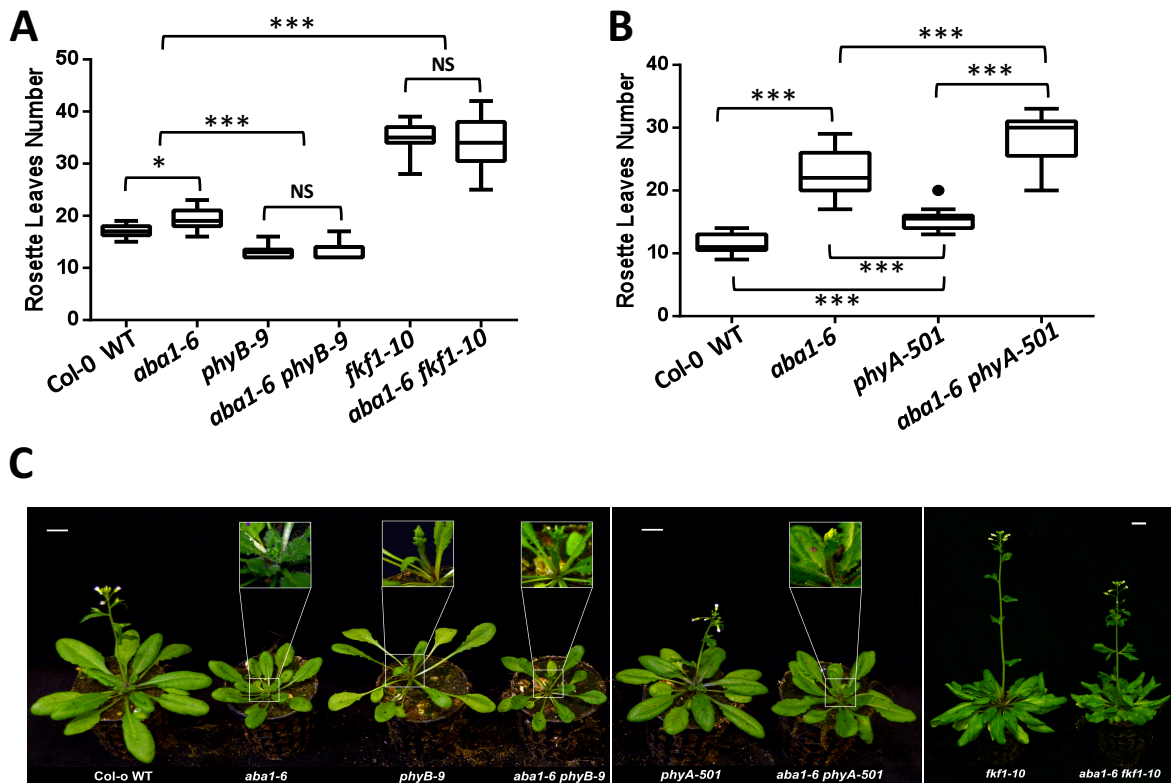 A
Rosette Leaves Number
50
40
30
20
10
0
***
***
*
NS
NS
Col-0 WT
aba1-6
phyB-9
aba1-6 phyB-9
fkf1-10
aba1-6 fkf1-10
B
Rosette Leaves Number
40
30
20
10
0
***
***
***
***
***
Col-0 WT
aba1-6
phyA-501
aba1-6 phyA-501
C
Col-o WT
aba1-6
phyB-9
aba1-6 phyB-9
phyA-501
aba1-6 phyA-501
fkf1-10
aba1-6 fkf1-10